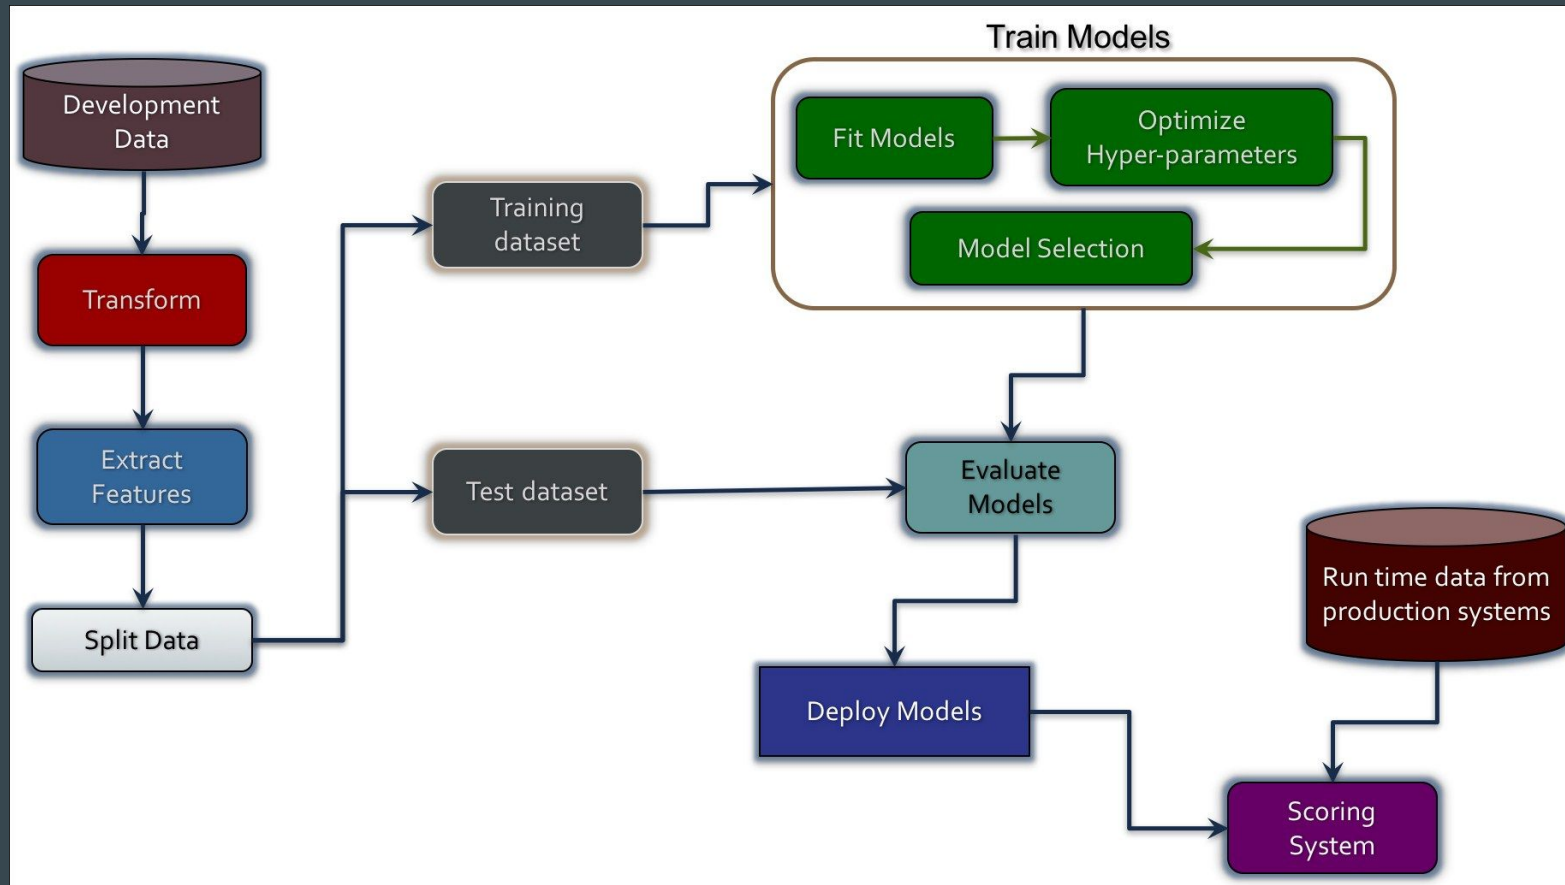 Train Models
Development
Data
Fit Models
Optimize
Hyper-parameters
Training
dataset
Model Selection
Transform
Extract
Features
Test dataset
Evaluate
Models
Run time data from
production systems
Split Data
Deploy Models
Scoring
System